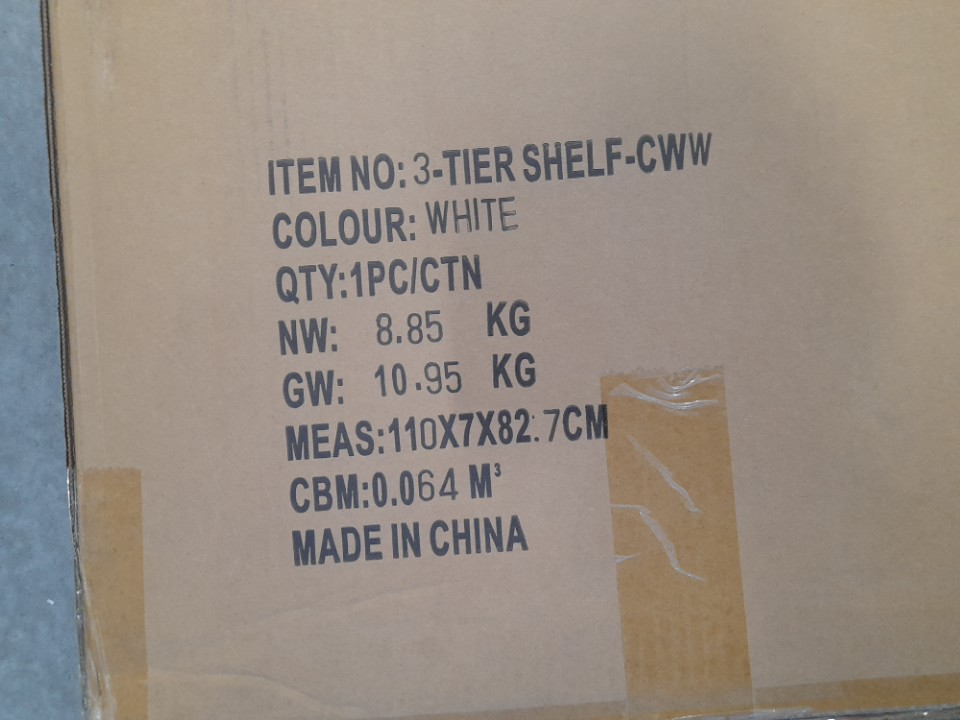 ITEM NO: 3-TIER SHELF-CWW
COLOUR: WHITE
QTY:1PC/CTN
NW: 8.85 KG
GW: 10.95 KG
MEAS:110X7X82.7CM
CBM:0.064 M³
MADE IN CHINA